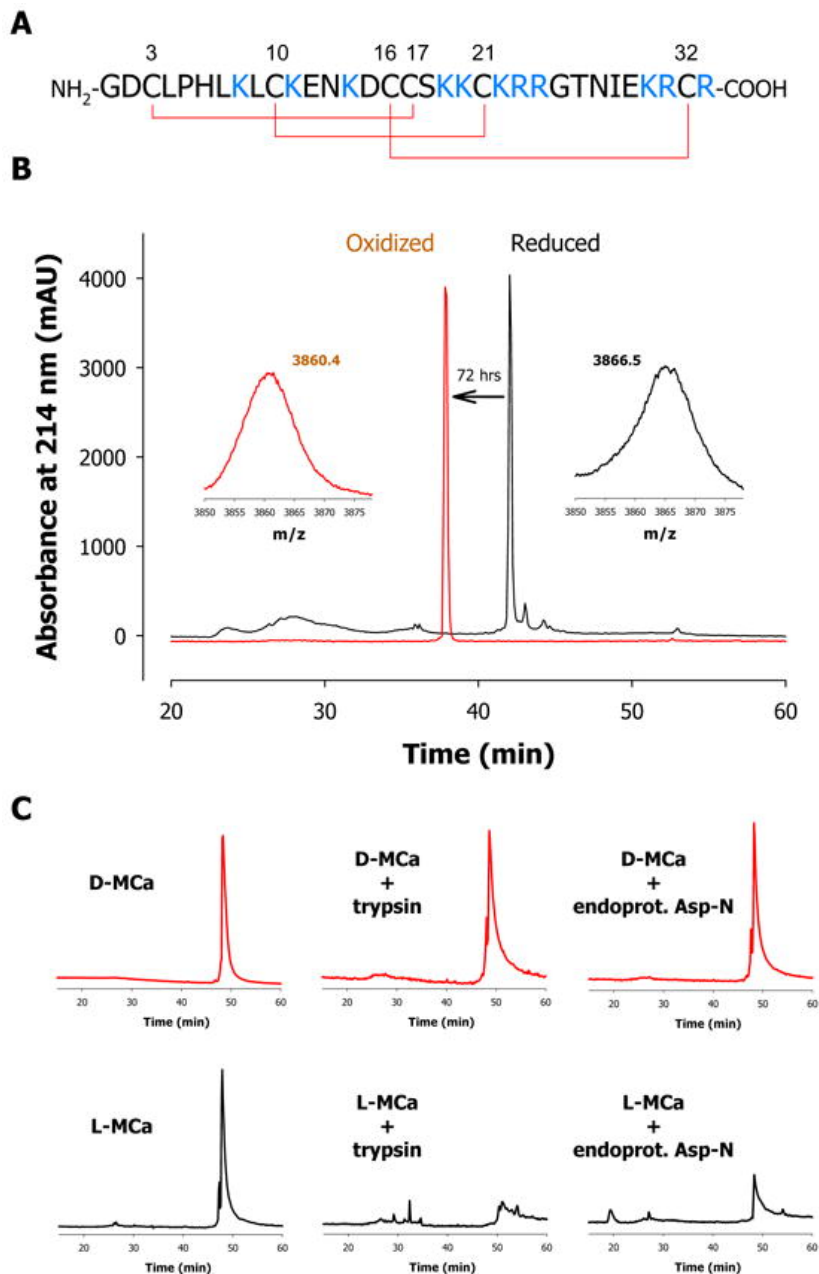 A
3 10 16 17 21 32
NH2-GDCLPHLKLCKENKDCCSKKCKRRGTNIEKRCR-COOH
B
Oxidized Reduced
Absorbance at 214 nm (mAU)
4000
3000
2000
1000
0
3860.4
3850 3855 3860 3865 3870 3875
m/z
72 hrs
3866.5
3850 3855 3860 3865 3870 3875
m/z
20 30 40 50 60
Time (min)
C
D-MCa
20 30 40 50 60
Time (min)
D-MCa
+
trypsin
20 30 40 50 60
Time (min)
D-MCa
+
endoprot. Asp-N
20 30 40 50 60
Time (min)
L-MCa
20 30 40 50 60
Time (min)
L-MCa
+
trypsin
20 30 40 50 60
Time (min)
L-MCa
+
endoprot. Asp-N
20 30 40 50 60
Time (min)